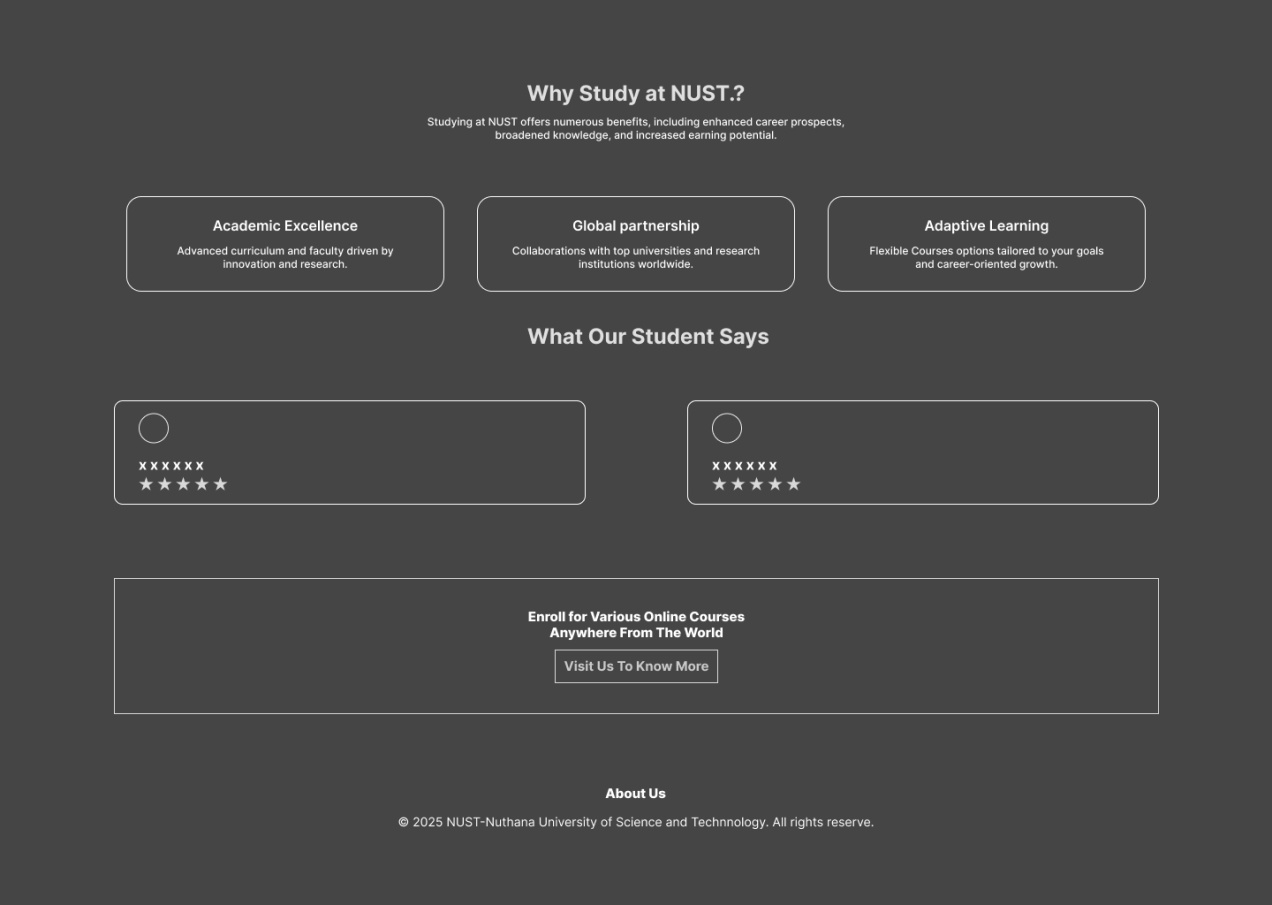 Why Study at NUST.?
Studying at NUST offers numerous benefits, including enhanced career prospects,
broadened knowledge, and increased earning potential.
Academic Excellence
Advanced curriculum and faculty driven by
innovation and research.
Global partnership
Collaborations with top universities and research
institutions worldwide.
Adaptive Learning
Flexible Courses options tailored to your goals
and career-oriented growth.
What Our Student Says
x x x x x x
x x x x x x
Enroll for Various Online Courses
Anywhere From The World
Visit Us To Know More
About Us
© 2025 NUST-Nuthana University of Science and Technnology. All rights reserve.